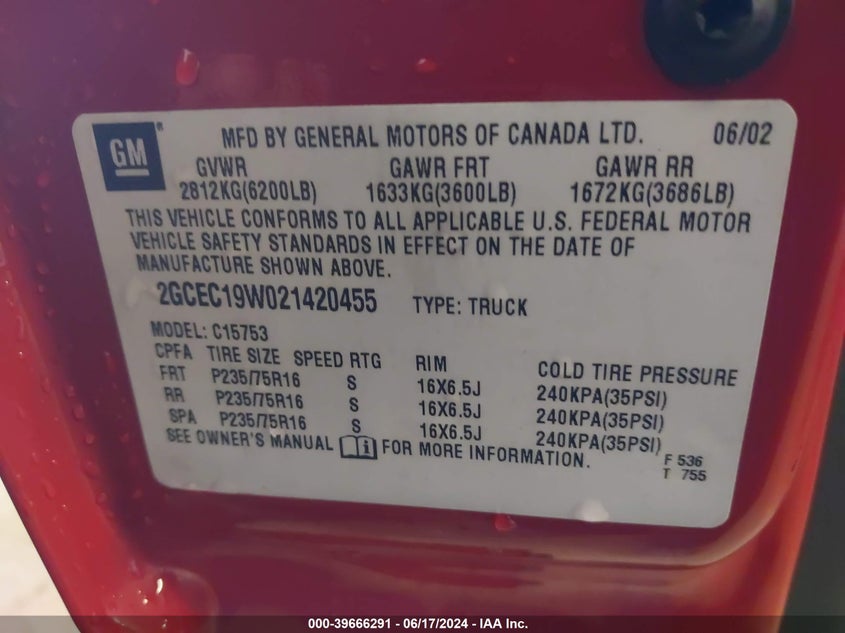 GM
MFD BY GENERAL MOTORS OF CANADA LTD. 06/02
GVWR GAWR FRT GAWR RR
2812KG(6200LB) 1633KG(3600LB) 1672KG(3686LB)
THIS VEHICLE CONFORMS TO ALL APPLICABLE U.S. FEDERAL MOTOR
VEHICLE SAFETY STANDARDS IN EFFECT ON THE DATE OF
MANUFACTURE SHOWN ABOVE.
2GCEC19W021420455 TYPE: TRUCK
MODEL: C15753
CPFA TIRE SIZE SPEED RTG RIM COLD TIRE PRESSURE
FRT P235/75R16 S 16X6.5J 240KPA(35PSI)
RR P235/75R16 S 16X6.5J 240KPA(35PSI)
SPA P235/75R16 S 16X6.5J 240KPA(35PSI)
SEE OWNER'S MANUAL FOR MORE INFORMATION.
F 536
T 755
000-39666291 - 06/17/2024 - IAA Inc.